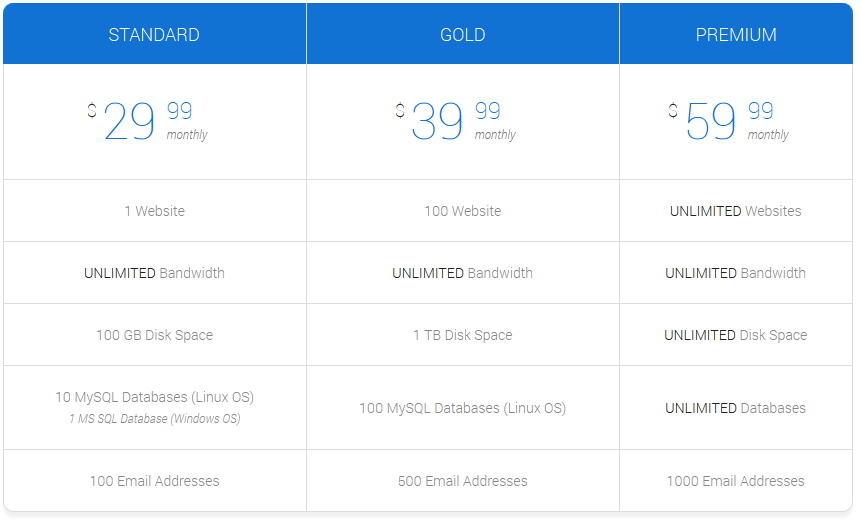 STANDARD GOLD PREMIUM
$ 29 99 monthly $ 39 99 monthly $ 59 99 monthly
1 Website 100 Website UNLIMITED Websites
UNLIMITED Bandwidth UNLIMITED Bandwidth UNLIMITED Bandwidth
100 GB Disk Space 1 TB Disk Space UNLIMITED Disk Space
10 MySQL Databases (Linux OS)
1 MS SQL Database (Windows OS)
100 MySQL Databases (Linux OS) UNLIMITED Databases
100 Email Addresses 500 Email Addresses 1000 Email Addresses